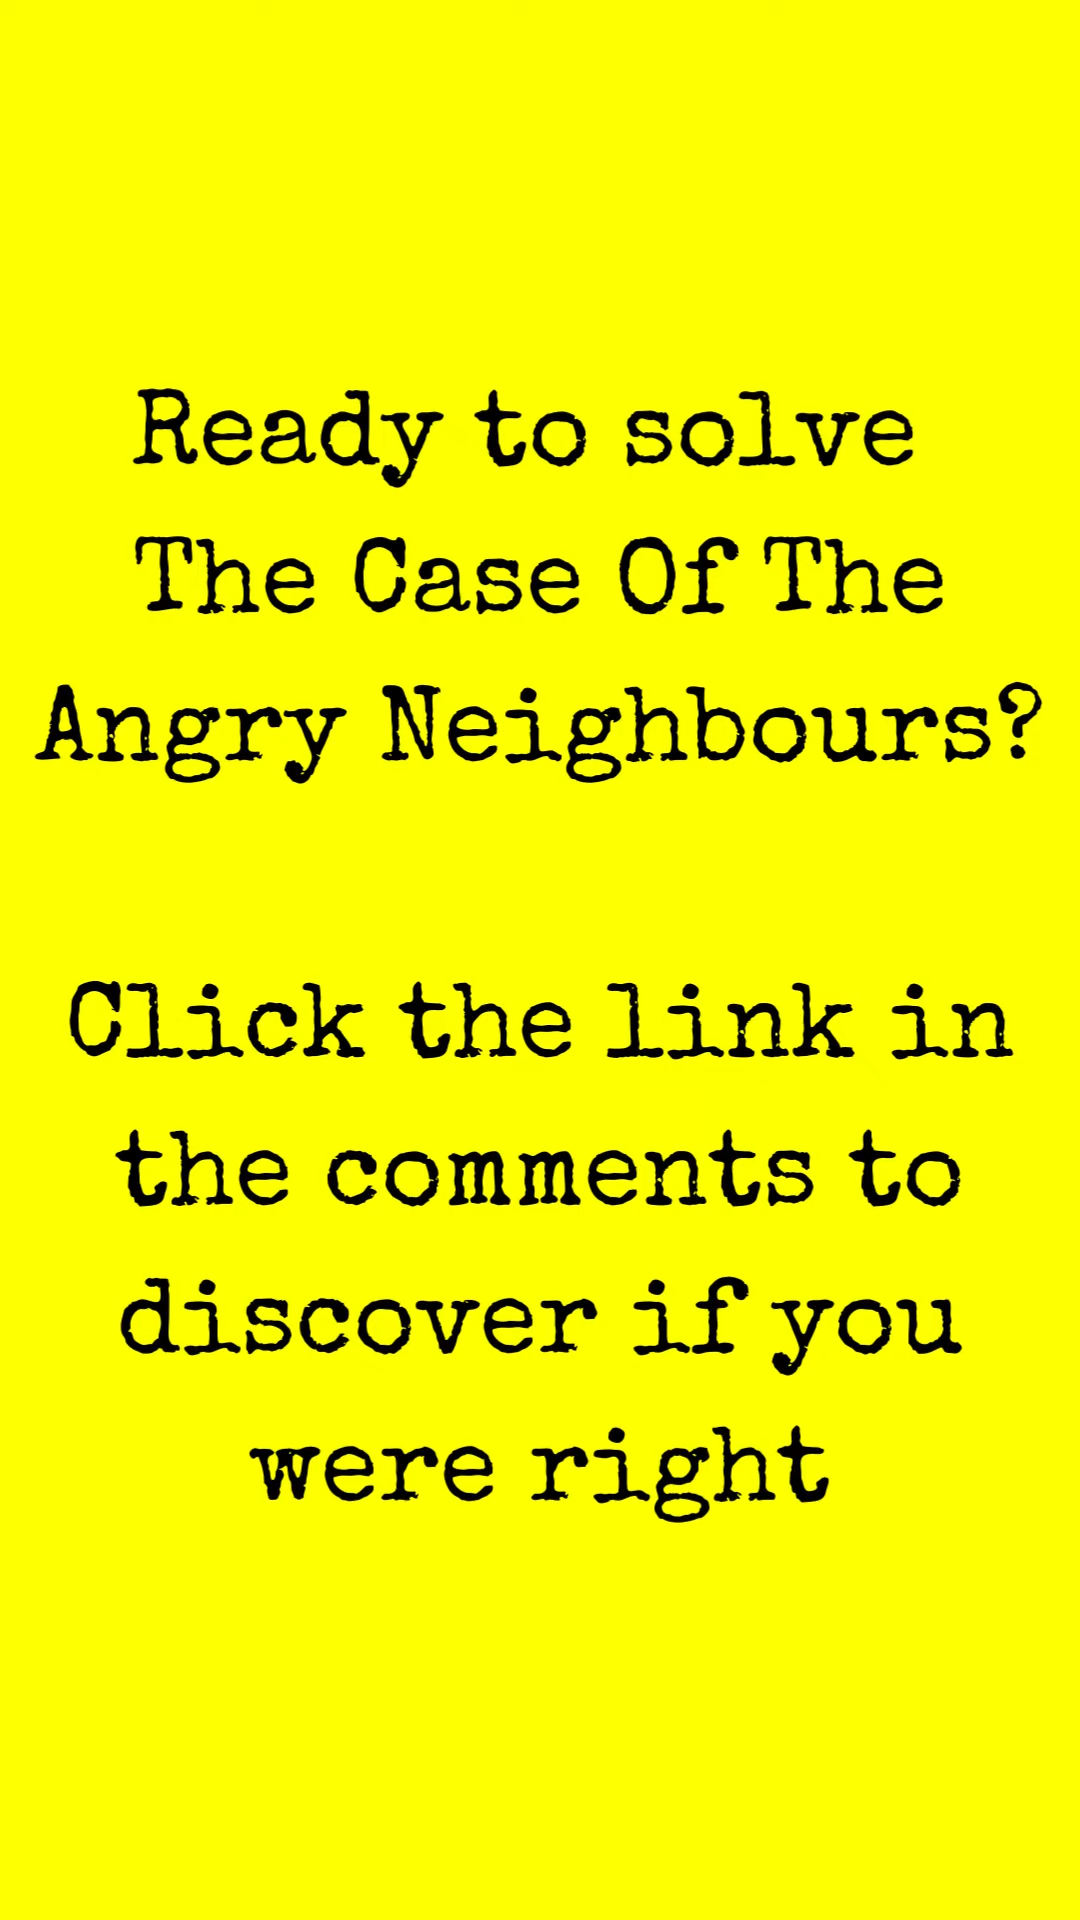 Ready to solve
The Case Of The
Angry Neighbours?
Click the link in
the comments to
discover if you
were right